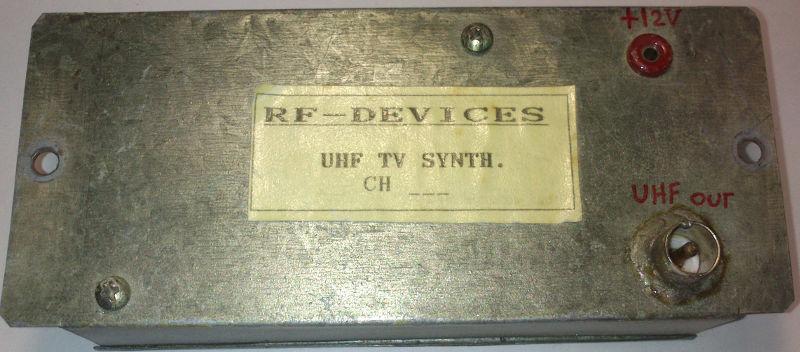 +12V
RF-DEVICES
UHF TV SYNTH.
CH ___
UHF OUT